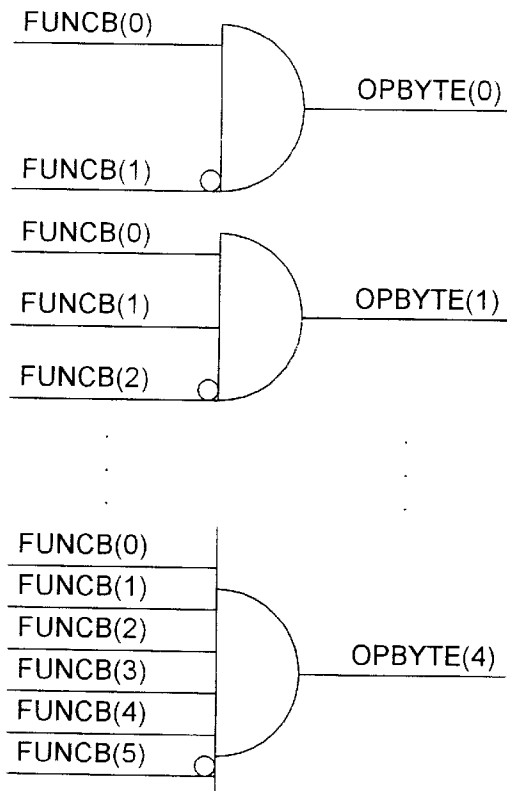 FUNCB(0)
OPBYTE(0)
FUNCB(1)
FUNCB(0)
FUNCB(1)
OPBYTE(1)
FUNCB(2)
FUNCB(0)
FUNCB(1)
FUNCB(2)
FUNCB(3)
OPBYTE(4)
FUNCB(4)
FUNCB(5)